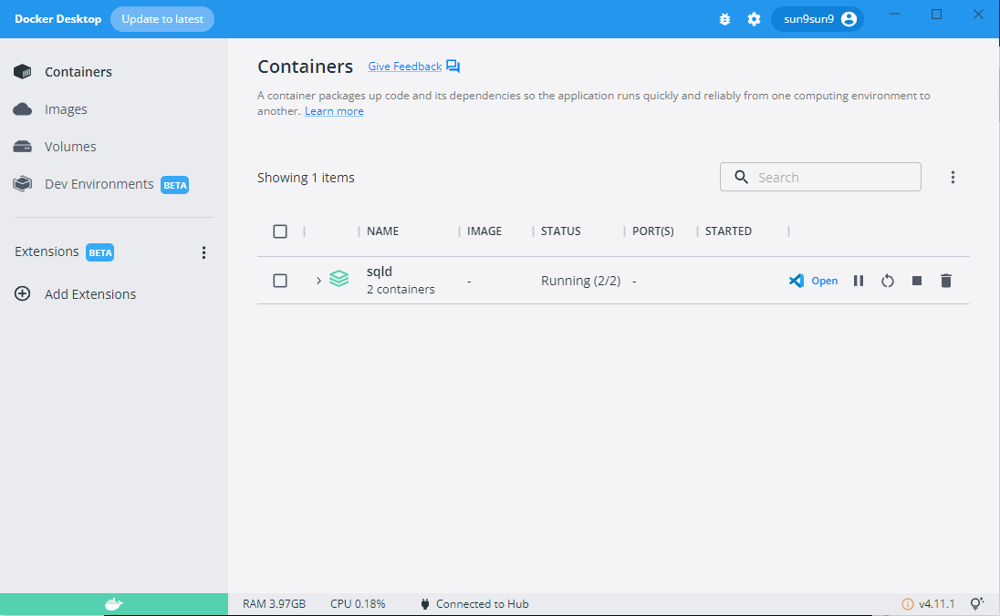 Docker Desktop Update to latest sun9sun9
Containers
Images
Volumes
Dev Environments BETA
Extensions BETA
Add Extensions
Containers Give Feedback
A container packages up code and its dependencies so the application runs quickly and reliably from one computing environment to
another. Learn more
Showing 1 items Search
NAME IMAGE STATUS PORT(S) STARTED
sqld
2 containers - Running (2/2) - Open
RAM 3.97GB CPU 0.18% Connected to Hub v4.11.1